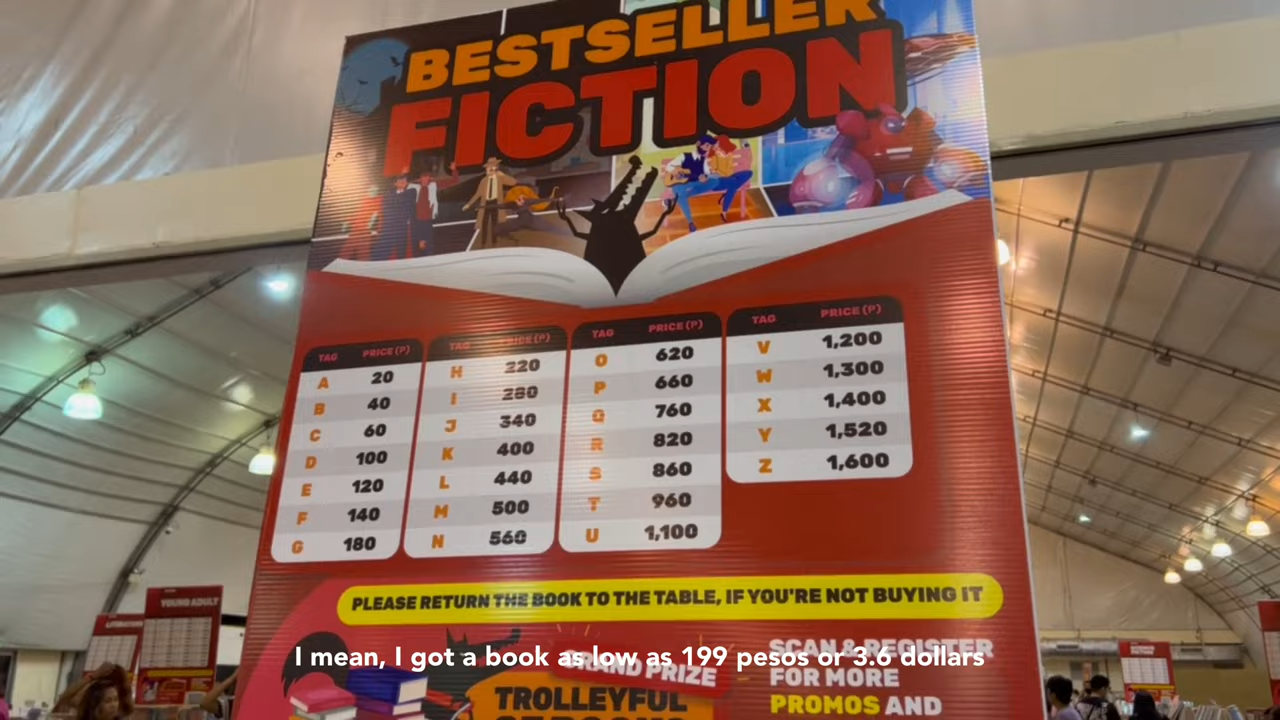 BESTSELLER
FICTION
TAG PRICE (₱)
A 20
B 40
C 60
D 100
E 120
F 140
G 180
TAG PRICE (₱)
H 220
I 280
J 340
K 400
L 440
M 500
N 560
TAG PRICE (₱)
O 620
P 660
Q 760
R 820
S 860
T 960
U 1,100
TAG PRICE (₱)
V 1,200
W 1,300
X 1,400
Y 1,520
Z 1,600
PLEASE RETURN THE BOOK TO THE TABLE, IF YOU'RE NOT BUYING IT
GRAND PRIZE
TROLLEYFUL
OF BOOKS
SCAN & REGISTER
FOR MORE
PROMOS AND
YOUNG ADULT
I mean, I got a book as low as 199 pesos or 3.6 dollars